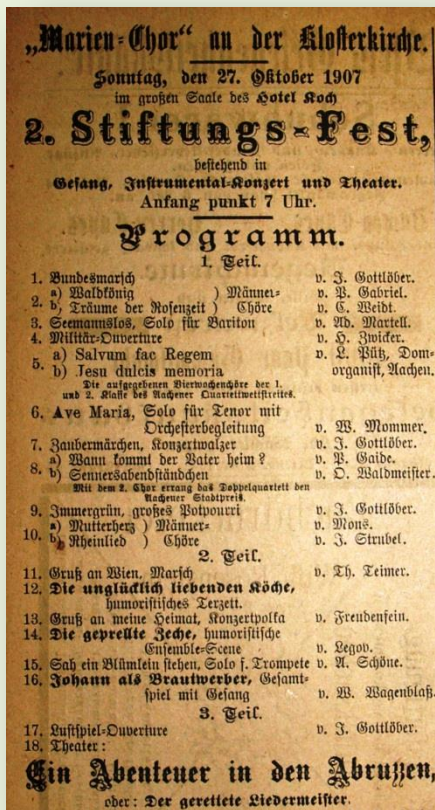 „Marien-Chor“ an der Klosterkirche.
Sonntag, den 27. Oktober 1907
im großen Saale des Hotel Koch
2. Stiftungs-Fest,
bestehend in
Gesang, Instrumental-Konzert und Theater.
Anfang punkt 7 Uhr.
Programm.
1. Teil.
1. Bundesmarsch v. J. Gottlöber.
2. a) Waldkönig ) Männer- v. P. Gabriel.
b) Träume der Rosenzeit ) Chöre v. C. Weidt.
3. Seemannslos, Solo für Bariton v. Ad. Martell.
4. Militär-Ouverture v. H. Zwicker.
5. a) Salvum fac Regem v. L. Pütz, Dom-
b) Jesu dulcis memoria organist, Aachen.
Die aufgegebenen Vierwochenchöre der 1.
und 2. Klasse des Aachener Quartettwettstreites.
6. Ave Maria, Solo für Tenor mit
Orchesterbegleitung v. W. Mommer.
7. Zaubermärchen, Konzertwalzer v. J. Gottlöber.
8. a) Wann kommt der Vater heim? v. P. Gaide.
b) Sennersabendständchen v. O. Waldmeister.
Mit dem 2. Chor errang das Doppelquartett den
Aachener Stadtpreis.
9. Immergrün, großes Potpourri v. J. Gottlöber.
10. a) Mutterherz ) Männer- v. Mons.
b) Rheinlied ) Chöre v. J. Strubel.
2. Teil.
11. Gruß an Wien, Marsch v. Th. Teimer.
12. Die unglücklich liebenden Köche,
humoristisches Terzett.
13. Gruß an meine Heimat, Konzertpolka v. Freudenfein.
14. Die geprellte Zeche, humoristische
Ensemble-Scene v. Legov.
15. Sah ein Blümlein stehen, Solo f. Trompete v. A. Schöne.
16. Johann als Brautwerber, Gesamt-
spiel mit Gesang v. W. Wagenblaß.
3. Teil.
17. Lustspiel-Ouverture v. J. Gottlöber.
18. Theater:
Ein Abenteuer in den Abruzzen,
oder: Der gerettete Liedermeister.